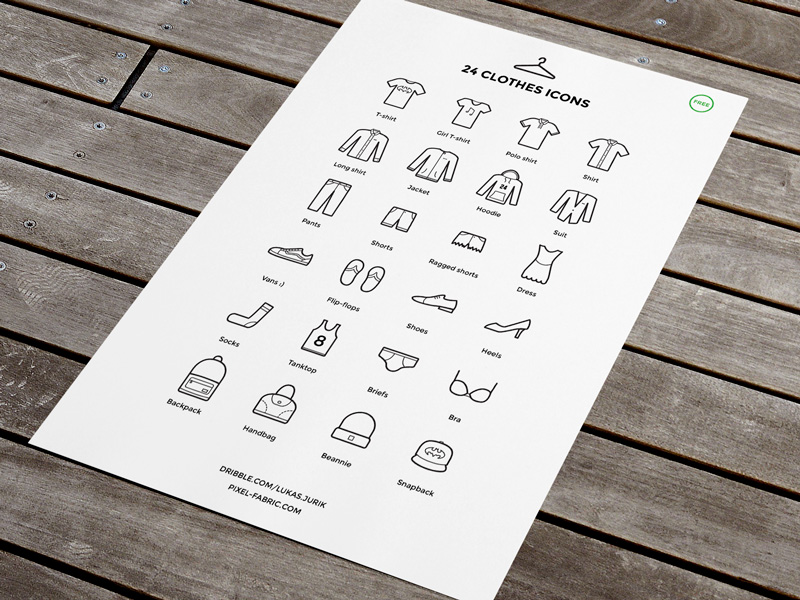 24 CLOTHES ICONS
FREE
T-shirt
Girl T-shirt
Polo shirt
Shirt
Long shirt
Jacket
24
Hoodie
Suit
Pants
Shorts
Ragged shorts
Dress
Vans ;)
Flip-flops
Shoes
Heels
Socks
8
Tanktop
Briefs
Bra
Backpack
Handbag
Beannie
Snapback
DRIBBLE.COM/LUKAS.JURIK
PIXEL-FABRIC.COM